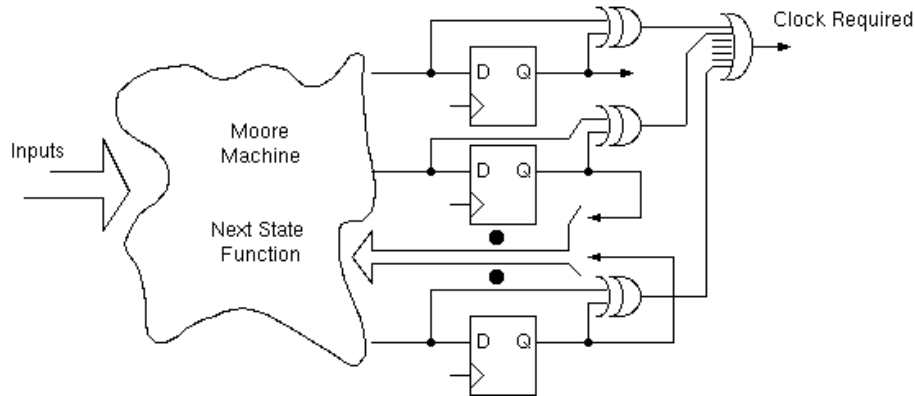 Clock Required
D Q
Moore
Machine
Inputs
D Q
Next State
Function
D Q